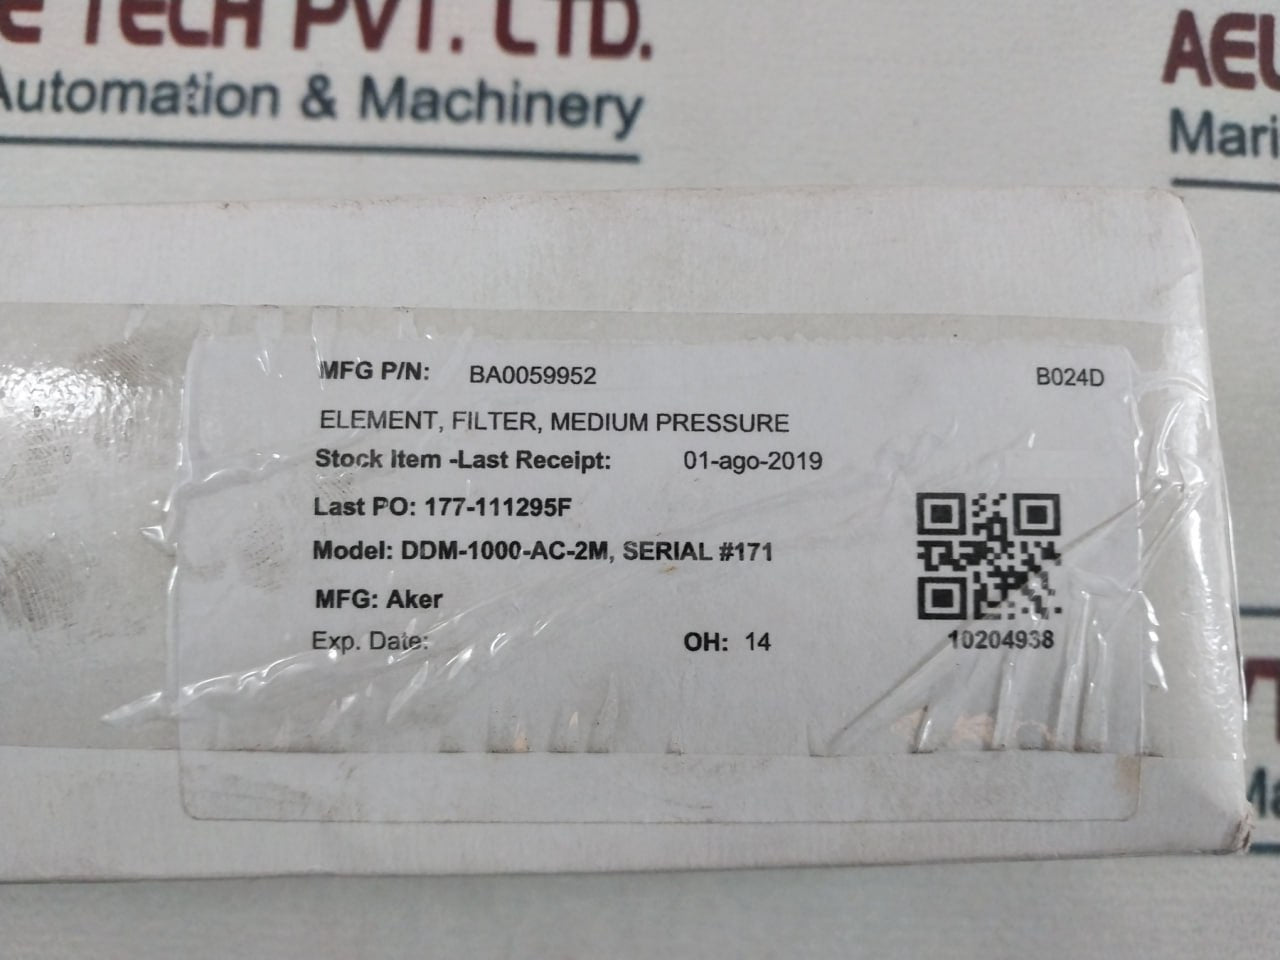 E TECH PVT. LTD.
Automation & Machinery
AEL
Mari
MFG P/N: BA0059952 B024D
ELEMENT, FILTER, MEDIUM PRESSURE
Stock Item -Last Receipt: 01-ago-2019
Last PO: 177-111295F
Model: DDM-1000-AC-2M, SERIAL #171
MFG: Aker
Exp. Date: OH: 14
10204938